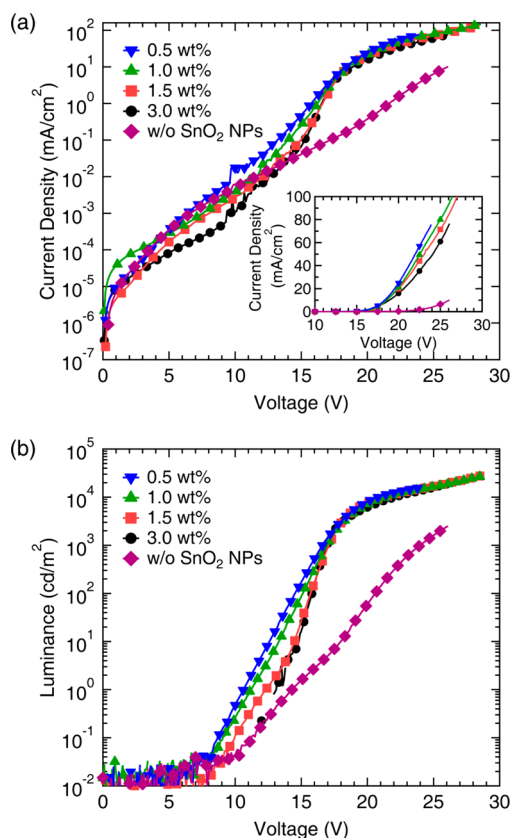 (a)
10^2
10^1
10^0
10^-1
10^-2
10^-3
10^-4
10^-5
10^-6
10^-7
Current Density (mA/cm^2)
0.5 wt%
1.0 wt%
1.5 wt%
3.0 wt%
w/o SnO_2 NPs
100
80
60
40
20
0
Current Density
(mA/cm^2)
10 15 20 25 30
Voltage (V)
0 5 10 15 20 25 30
Voltage (V)
(b)
10^5
10^4
10^3
10^2
10^1
10^0
10^-1
10^-2
Luminance (cd/m^2)
0.5 wt%
1.0 wt%
1.5 wt%
3.0 wt%
w/o SnO_2 NPs
0 5 10 15 20 25 30
Voltage (V)